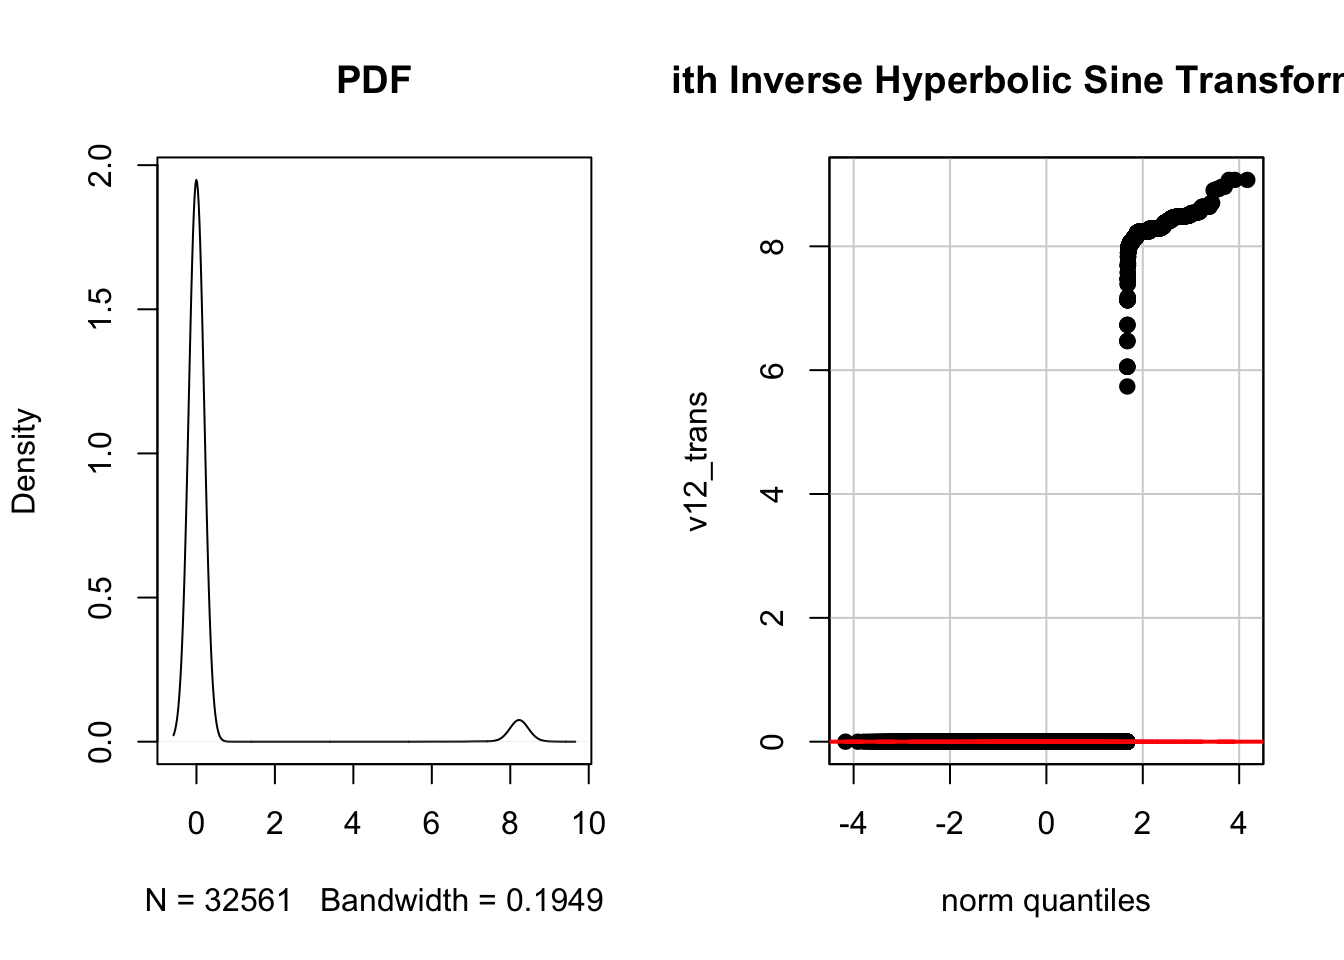 PDF
Density
2.0
1.5
1.0
0.5
0.0
0 2 4 6 8 10
N = 32561 Bandwidth = 0.1949
ith Inverse Hyperbolic Sine Transforn
v12_trans
8
6
4
2
0
-4 -2 0 2 4
norm quantiles